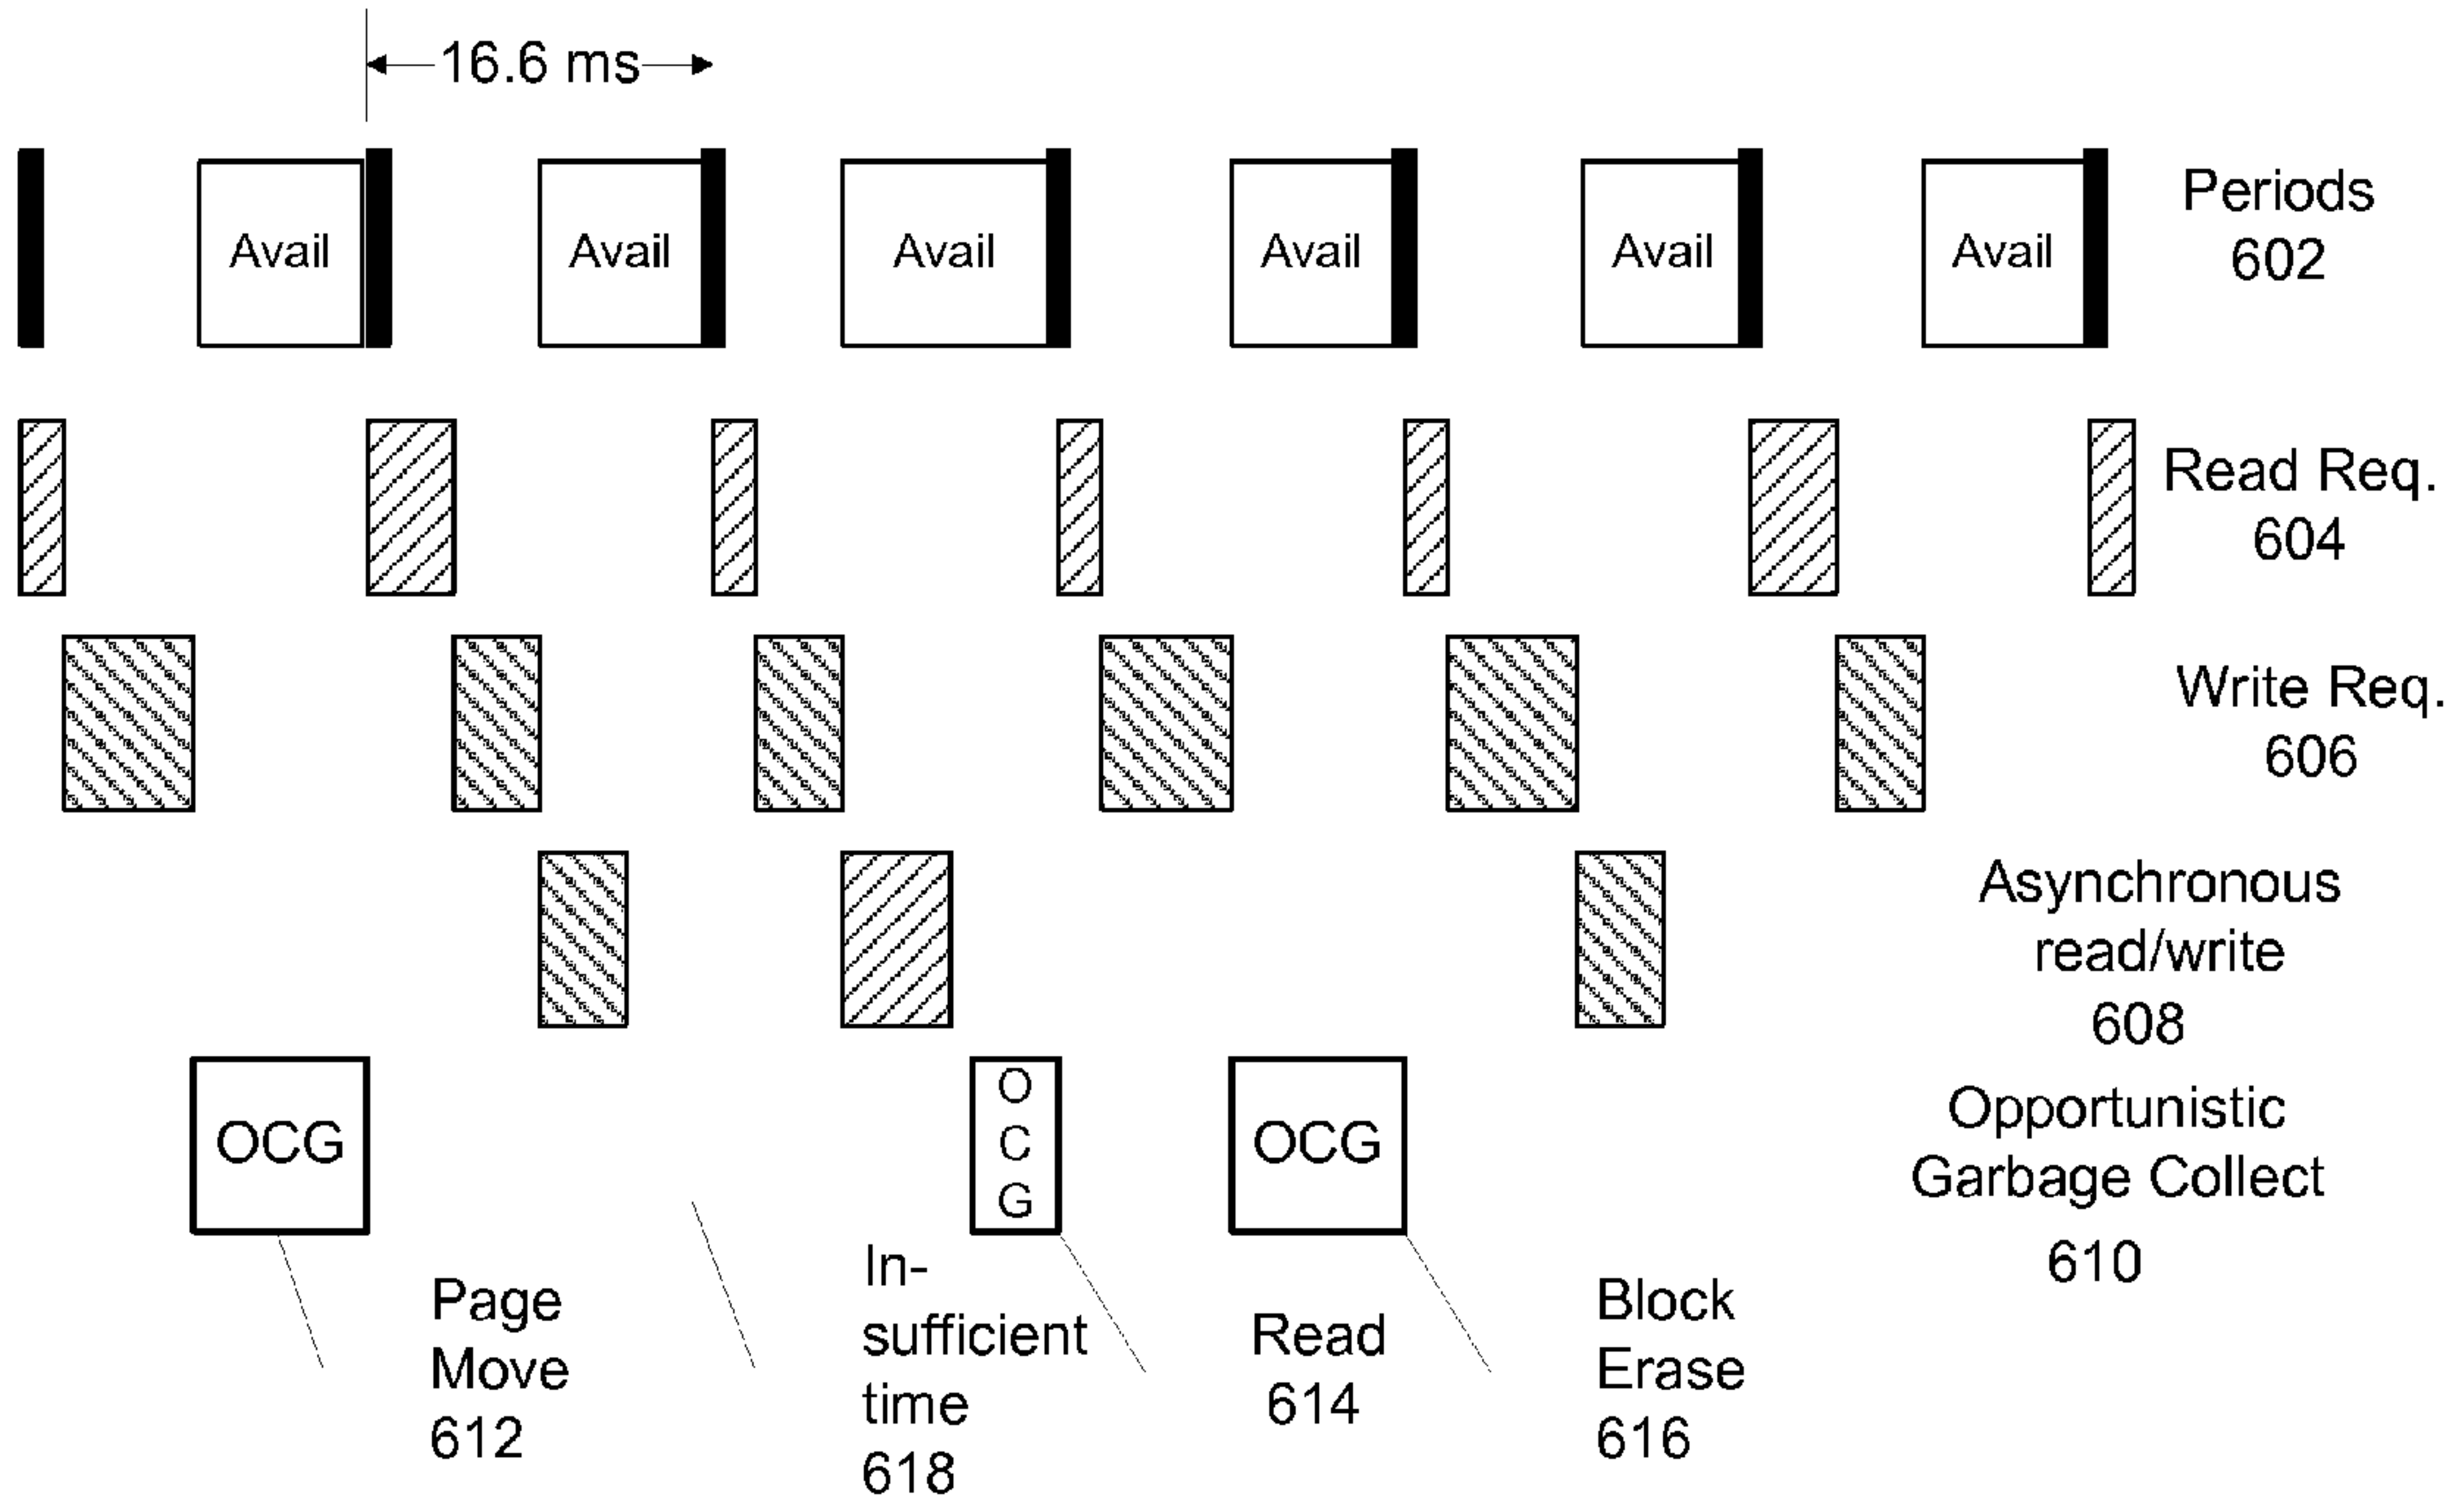 16.6 ms
Avail
Avail
Avail
Avail
Avail
Avail
Periods
602
Read Req.
604
Write Req.
606
Asynchronous
read/write
608
OCG
O
C
G
OCG
Opportunistic
Garbage Collect
610
Page
Move
612
In-
sufficient
time
618
Read
614
Block
Erase
616